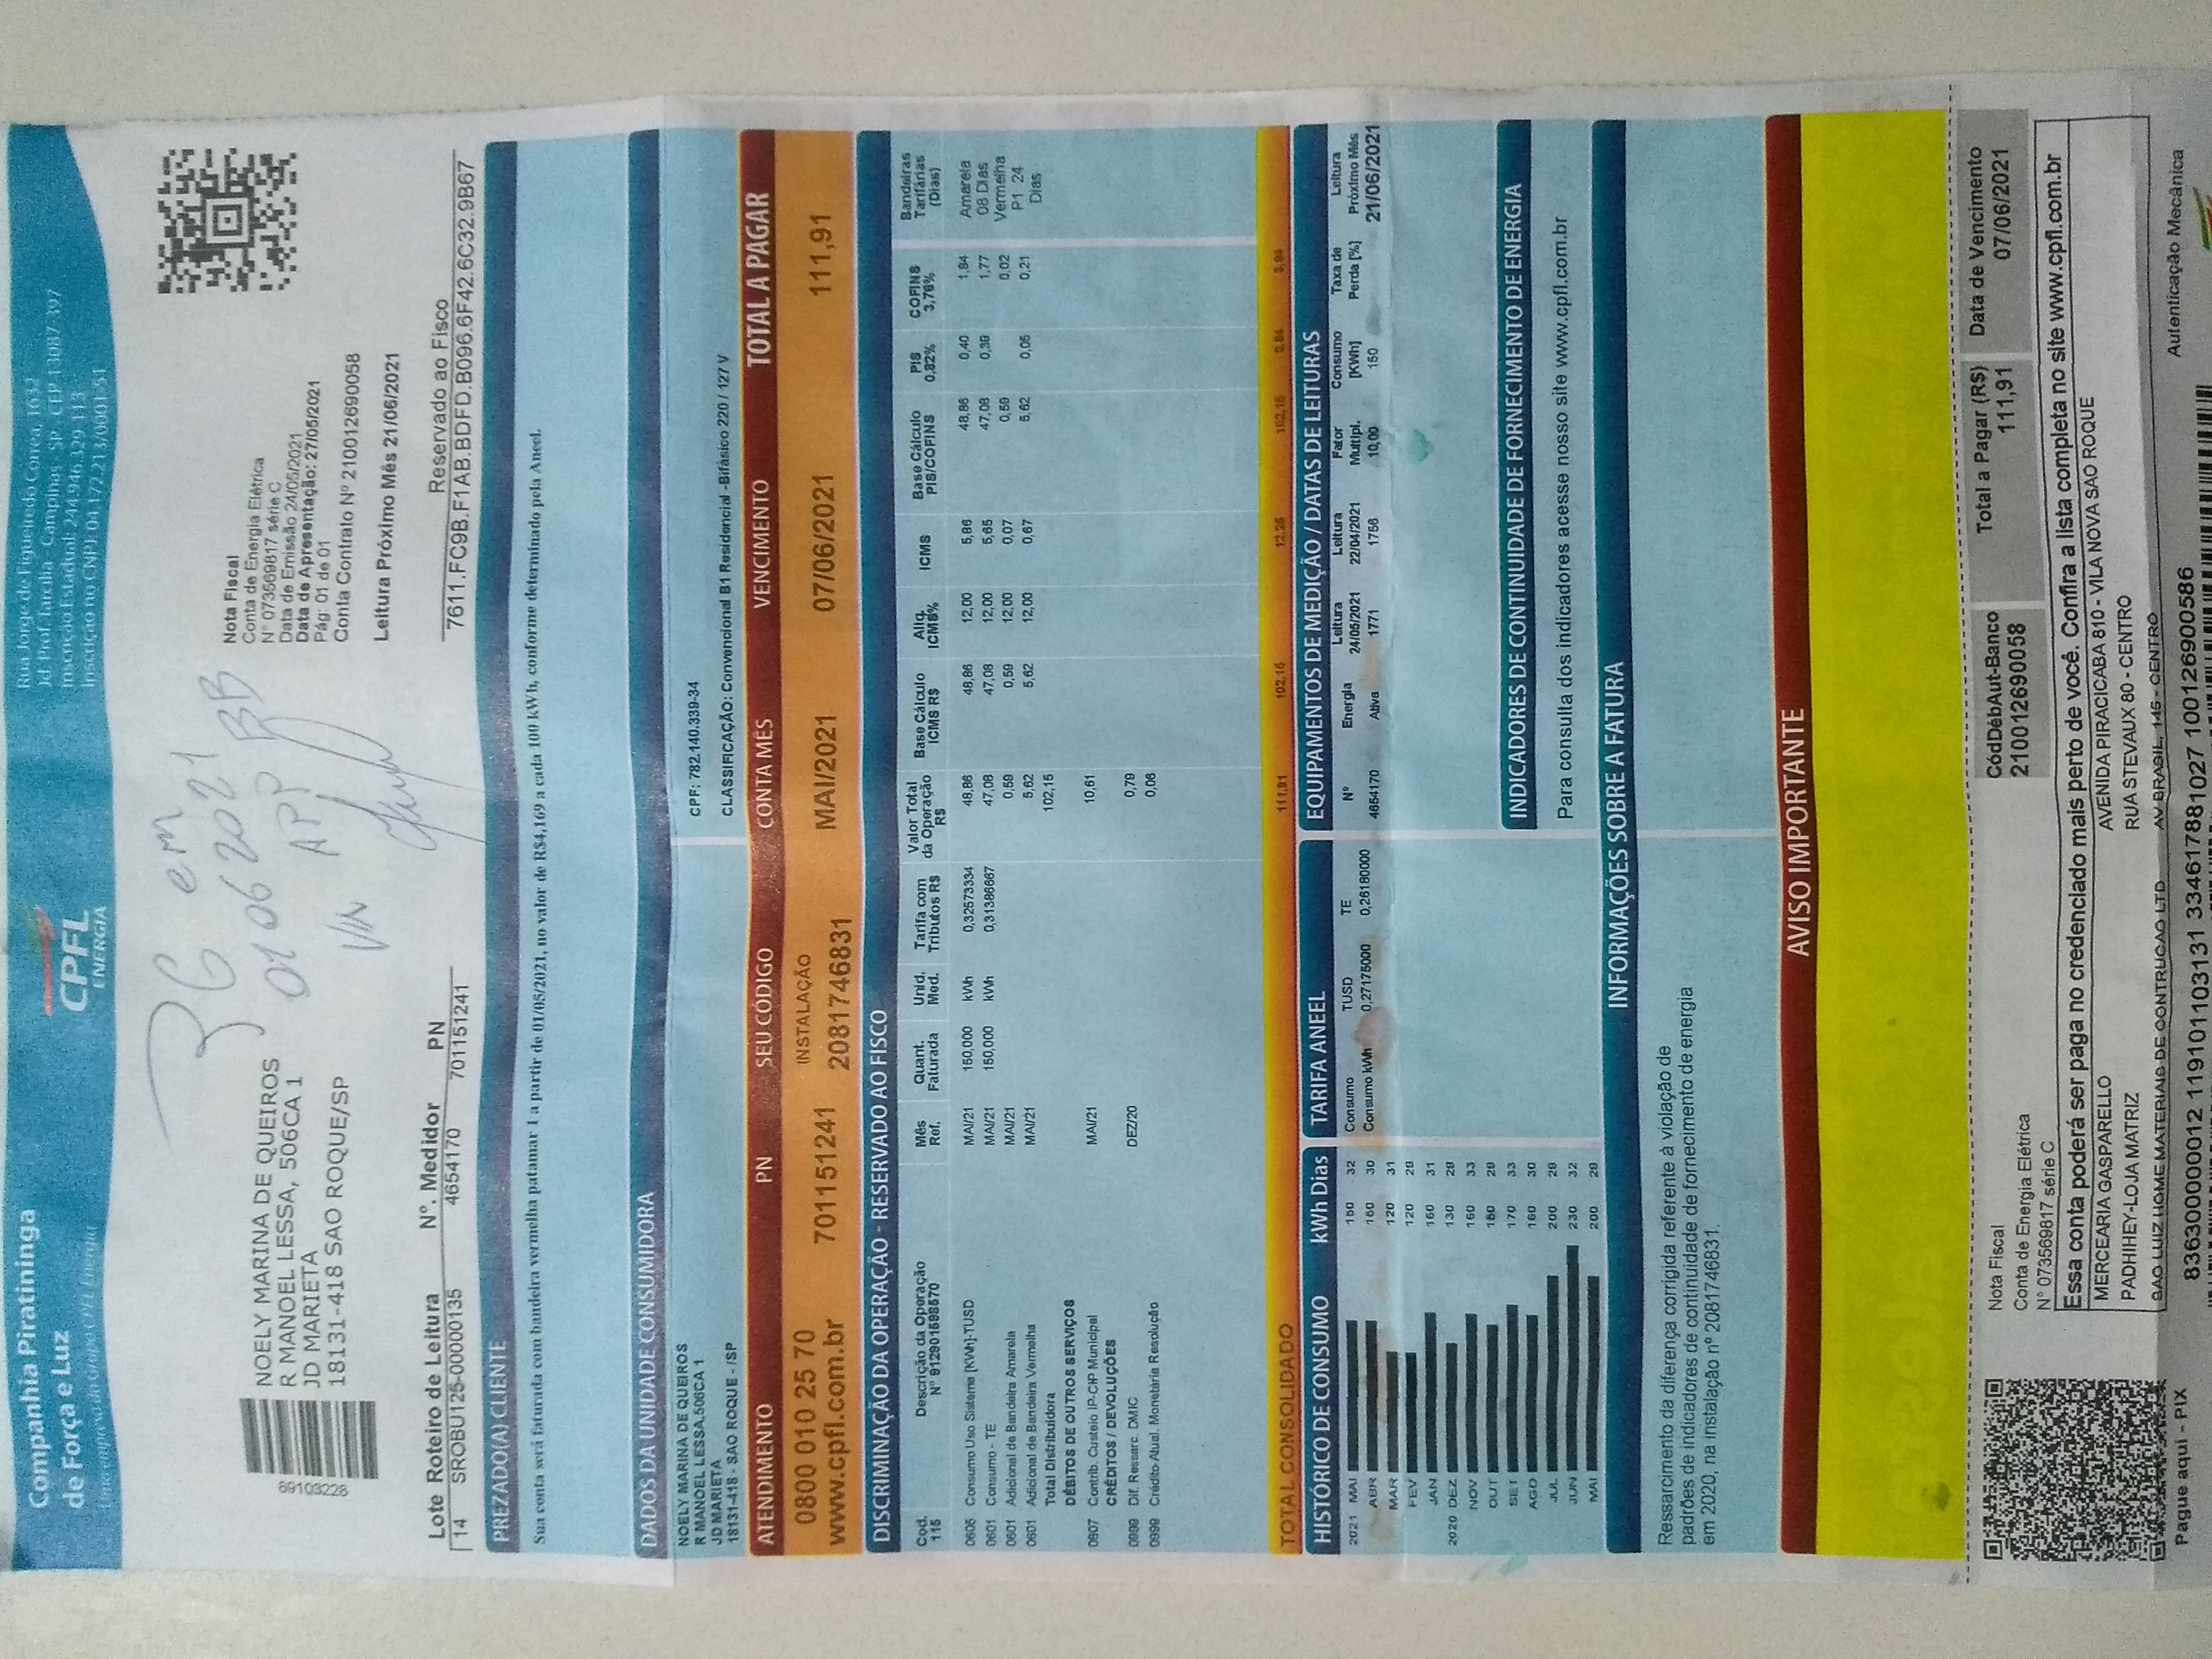 Companhia Piratininga
de Força e Luz
Uma empresa do Grupo CPFL Energia
CPFL
ENERGIA
Rua Jorge de Figueiredo Correa, 1632
Jd Prof. Tarcília - Campinas - SP - CEP 13087-397
Inscrição Estadual: 244.946.329.113
Inscrição no CNPJ: 04.172.213/0001-51
89103228
NOELY MARINA DE QUEIROS
R MANOEL LESSA, 506CA 1
JD MARIETA
18131-418 SAO ROQUE/SP
em
01 06 2021
APP BB
Nota Fiscal
Conta de Energia Elétrica
N° 073569817 série C
Data de Emissão 24/05/2021
Data de Apresentação: 27/05/2021
Pág: 01 de 01
Conta Contrato Nº 210012690058
Leitura Próximo Mês 21/06/2021
Lote Roteiro de Leitura Nº. Medidor PN
14 SROBU125-00000135 4654170 701151241
Reservado ao Fisco
7611.FC9B.F1AB.BDFD.B096.6F42.6C32.9B67
PREZADO(A) CLIENTE
Sua conta será faturada com bandeira vermelha patamar 1 a partir de 01/05/2021, no valor de R$4,169 a cada 100 kWh, conforme determinado pela Aneel.
DADOS DA UNIDADE CONSUMIDORA
NOELY MARINA DE QUEIROS
R MANOEL LESSA,506CA 1
JD MARIETA
18131-418 - SAO ROQUE - /SP
CPF: 782.140.339-34
CLASSIFICAÇÃO: Convencional B1 Residencial -Bifásico 220 / 127 V
ATENDIMENTO PN SEU CÓDIGO CONTA MÊS VENCIMENTO TOTAL A PAGAR
0800 010 25 70
www.cpfl.com.br
701151241
INSTALAÇÃO
2081746831
MAI/2021 07/06/2021 111,91
DISCRIMINAÇÃO DA OPERAÇÃO - RESERVADO AO FISCO
Cod. 115 Descrição da Operação Nº 912901598570 Mês Ref. Quant. Faturada Unid. Med. Tarifa com Tributos R$ Valor Total da Operação R$ Base Cálculo ICMS R$ Alíq. ICMS% ICMS Base Cálculo PIS/COFINS PIS 0,82% COFINS 3,76% Bandeiras Tarifárias (Dias)
0605 Consumo Uso Sistema [KWh]-TUSD MAI/21 150,000 kWh 0,32573334 48,86 48,86 12,00 5,86 48,86 0,40 1,84 Amarela
0601 Consumo - TE MAI/21 150,000 kWh 0,31386667 47,08 47,08 12,00 5,65 47,08 0,39 1,77 08 Dias
0601 Adicional de Bandeira Amarela MAI/21 0,59 0,59 12,00 0,07 0,59 0,02 Vermelha
0601 Adicional de Bandeira Vermelha MAI/21 5,62 5,62 12,00 0,67 5,62 0,05 0,21 P1 24 Dias
Total Distribuidora 102,15
DÉBITOS DE OUTROS SERVIÇOS
0807 Contrib. Custeio IP-CIP Municipal MAI/21 10,61
CRÉDITOS / DEVOLUÇÕES
0999 Dif. Ressarc. DMIC DEZ/20 0,79
0999 Crédito Atual. Monetária Resolução 0,06
TOTAL CONSOLIDADO 111,91 102,15 12,25 102,15 0,84 3,84
HISTÓRICO DE CONSUMO kWh Dias
2021 MAI 150 32
ABR 150 30
MAR 120 31
FEV 120 29
JAN 160 31
2020 DEZ 130 29
NOV 160 33
OUT 150 29
SET 170 33
AGO 160 30
JUL 200 29
JUN 230 32
MAI 200 29
TARIFA ANEEL
Consumo TUSD TE
Consumo kWh 0,27175000 0,26180000
EQUIPAMENTOS DE MEDIÇÃO / DATAS DE LEITURAS
Nº Energia Leitura 24/05/2021 Leitura 22/04/2021 Fator Multipl. Consumo [KWh] Taxa de Perda [%] Leitura Próximo Mês
4654170 Ativa 1771 1756 10,00 150 21/06/2021
INDICADORES DE CONTINUIDADE DE FORNECIMENTO DE ENERGIA
Para consulta dos indicadores acesse nosso site www.cpfl.com.br
INFORMAÇÕES SOBRE A FATURA
Ressarcimento da diferença corrigida referente à violação de
padrões de indicadores de continuidade de fornecimento de energia
em 2020, na instalação nº 2081746831.
AVISO IMPORTANTE
Nota Fiscal
Conta de Energia Elétrica
N° 073569817 série C
CódDébAut-Banco
210012690058
Total a Pagar (R$)
111,91
Data de Vencimento
07/06/2021
Essa conta poderá ser paga no credenciado mais perto de você. Confira a lista completa no site www.cpfl.com.br
MERCEARIA GASPARELLO AVENIDA PIRACICABA 810 - VILA NOVA SAO ROQUE
PADHIHEY-LOJA MATRIZ RUA STEVAUX 80 - CENTRO
SAO LUIZ HOME MATERIAIS DE CONTRUCAO LTD AV BRASIL, 145 - CENTRO
Pague aqui - PIX
836300000012 119101103131 334617881027 100126900586
Autenticação Mecânica